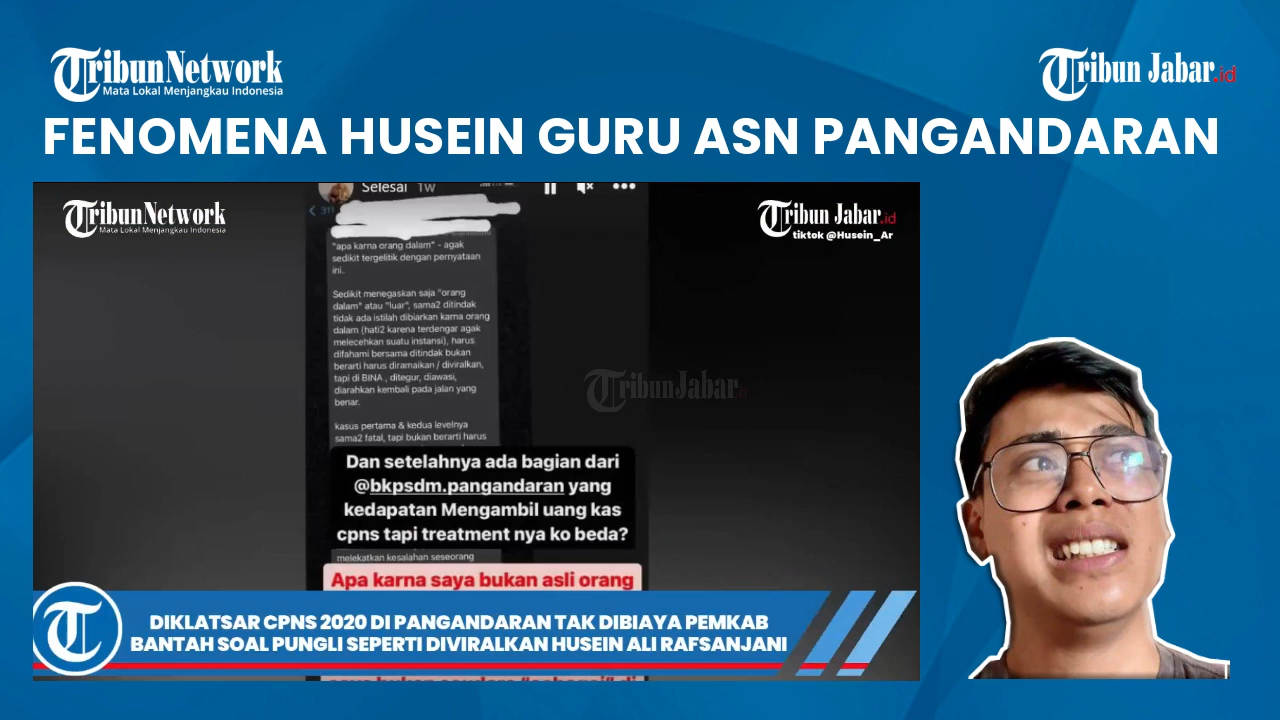 TribunNetwork
Mata Lokal Menjangkau Indonesia
Tribun Jabar.id
FENOMENA HUSEIN GURU ASN PANGANDARAN
TribunNetwork
Mata Lokal Menjangkau Indonesia
Selesai 1w
311
Tribun Jabar.id
tiktok @Husein_Ar
"apa karna orang dalam" - agak
sedikit tergelitik dengan pernyataan
ini..
Sedikit menegaskan saja "orang
dalam" atau "luar", sama2 ditindak
tidak ada istilah dibiarkan karna orang
dalam (hati2 karena terdengar agak
melecehkan suatu instansi), harus
difahami bersama ditindak bukan
berarti harus diramaikan / diviralkan,
tapi di BINA , ditegur, diawasi,
diarahkan kembali pada jalan yang
benar.
TribunJabar
kasus pertama & kedua levelnya
sama2 fatal, tapi bukan berarti harus
Dan setelahnya ada bagian dari
@bkpsdm.pangandaran yang
kedapatan Mengambil uang kas
cpns tapi treatment nya ko beda?
melekatkan kesalahan seseorang
Apa karna saya bukan asli orang
DIKLATSAR CPNS 2020 DI PANGANDARAN TAK DIBIAYA PEMKAB
BANTAH SOAL PUNGLI SEPERTI DIVIRALKAN HUSEIN ALI RAFSANJANI